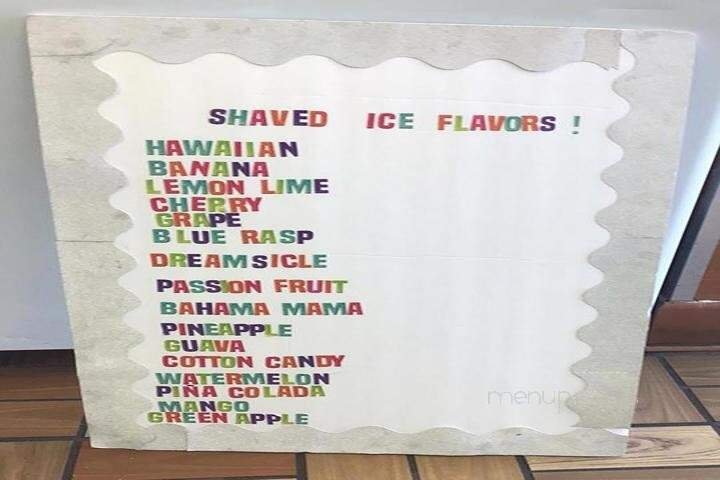 SHAVED ICE FLAVORS !
HAWAIIAN
BANANA
LEMON LIME
CHERRY
GRAPE
BLUE RASP
DREAMSICLE
PASSION FRUIT
BAHAMA MAMA
PINEAPPLE
GUAVA
COTTON CANDY
WATERMELON
PIÑA COLADA
MANGO
GREEN APPLE
menupix